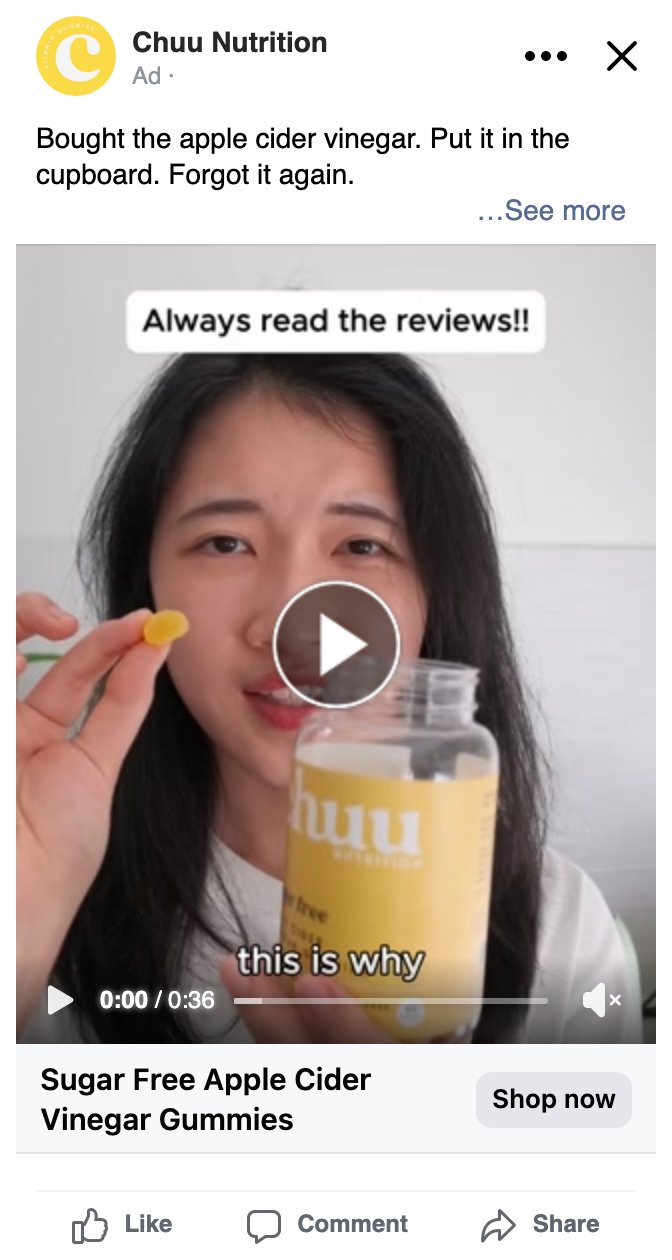 Chuu Nutrition
Ad ·
Bought the apple cider vinegar. Put it in the
cupboard. Forgot it again.
...See more
Always read the reviews!!
huu
NUTRITION
free
this is why
0:00 / 0:36
Sugar Free Apple Cider
Vinegar Gummies
Shop now
Like
Comment
Share